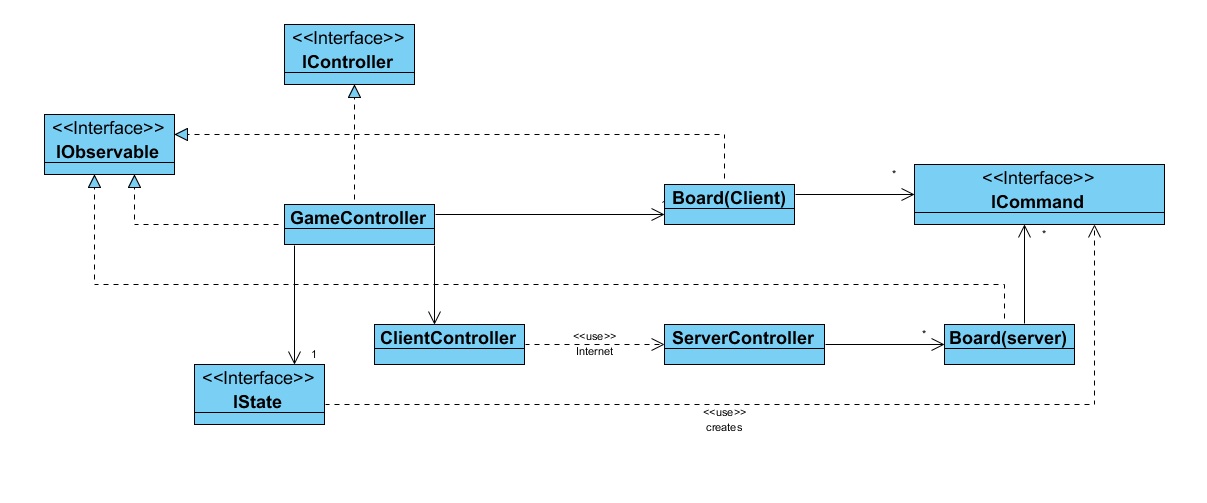 <<Interface>>
IController
<<Interface>>
IObservable
<<Interface>>
ICommand
*
Board(Client)
GameController
*
ClientController
<<use>>
Internet
ServerController
*
Board(server)
1
<<Interface>>
IState
<<use>>
creates